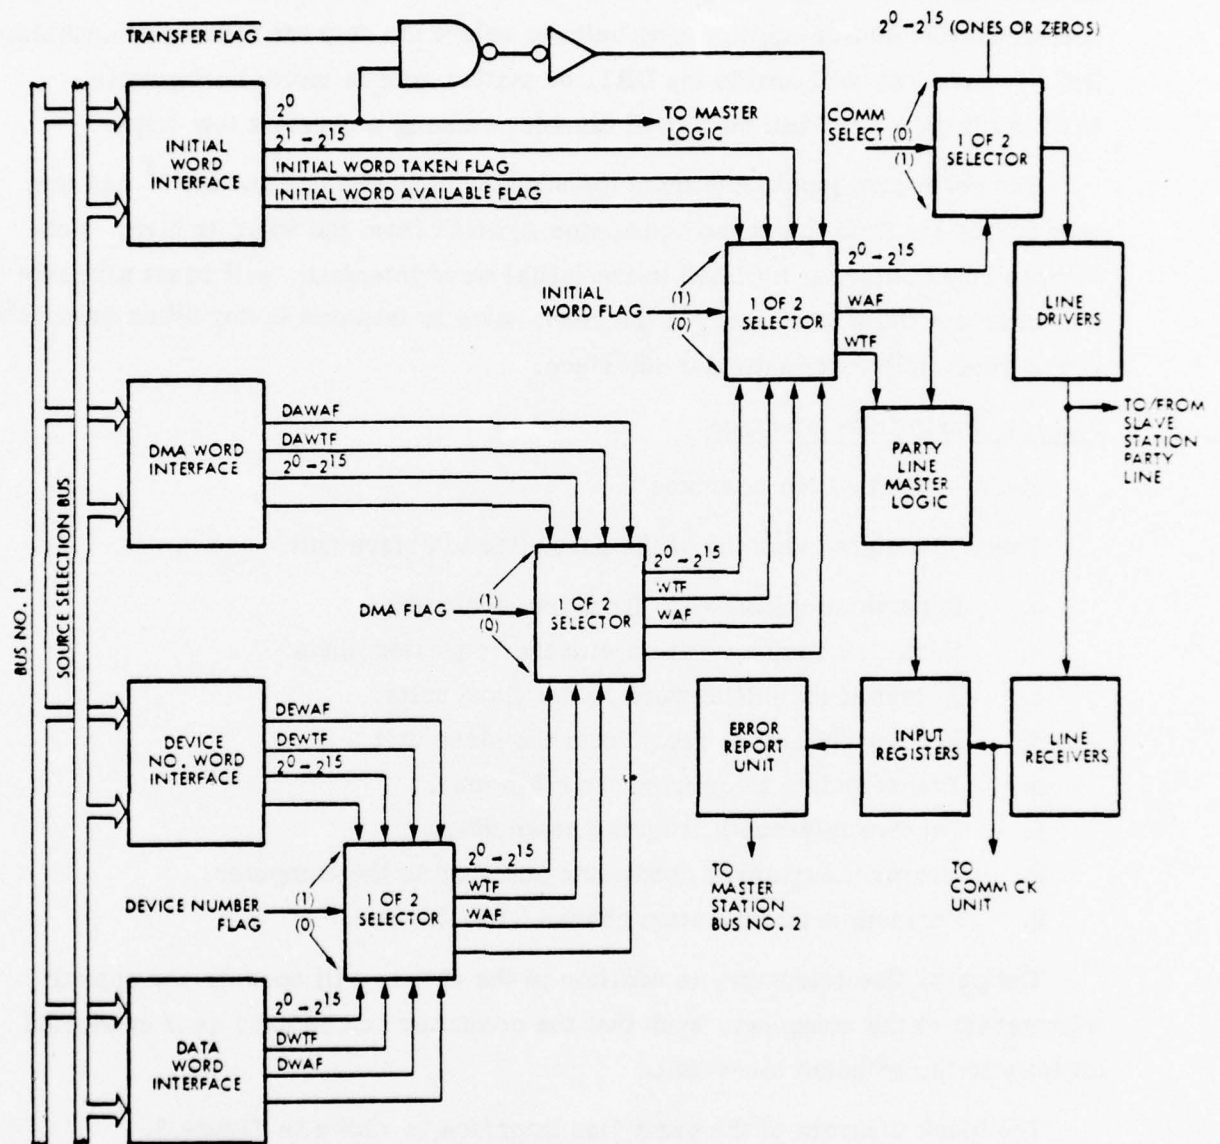 TRANSFER FLAG
2⁰–2¹⁵ (ONES OR ZEROS)
2⁰
TO MASTER
LOGIC
2¹–2¹⁵
INITIAL
WORD
INTERFACE
INITIAL WORD TAKEN FLAG
INITIAL WORD AVAILABLE FLAG
COMM
SELECT
(0)
(1)
1 OF 2
SELECTOR
INITIAL
WORD FLAG
(1)
(0)
1 OF 2
SELECTOR
2⁰–2¹⁵
WAF
WTF
LINE
DRIVERS
TO/FROM
SLAVE
STATION
PARTY
LINE
PARTY
LINE
MASTER
LOGIC
DMA WORD
INTERFACE
DAWAF
DAWTF
2⁰–2¹⁵
DMA FLAG
(1)
(0)
1 OF 2
SELECTOR
2⁰–2¹⁵
WTF
WAF
BUS NO. 1
SOURCE SELECTION BUS
DEVICE
NO. WORD
INTERFACE
DEWAF
DEWTF
2⁰–2¹⁵
ERROR
REPORT
UNIT
INPUT
REGISTERS
LINE
RECEIVERS
TO
MASTER
STATION
BUS NO. 2
TO
COMM CK
UNIT
DEVICE NUMBER
FLAG
(1)
(0)
1 OF 2
SELECTOR
2⁰–2¹⁵
WTF
WAF
DATA
WORD
INTERFACE
2⁰–2¹⁵
DWTF
DWAF